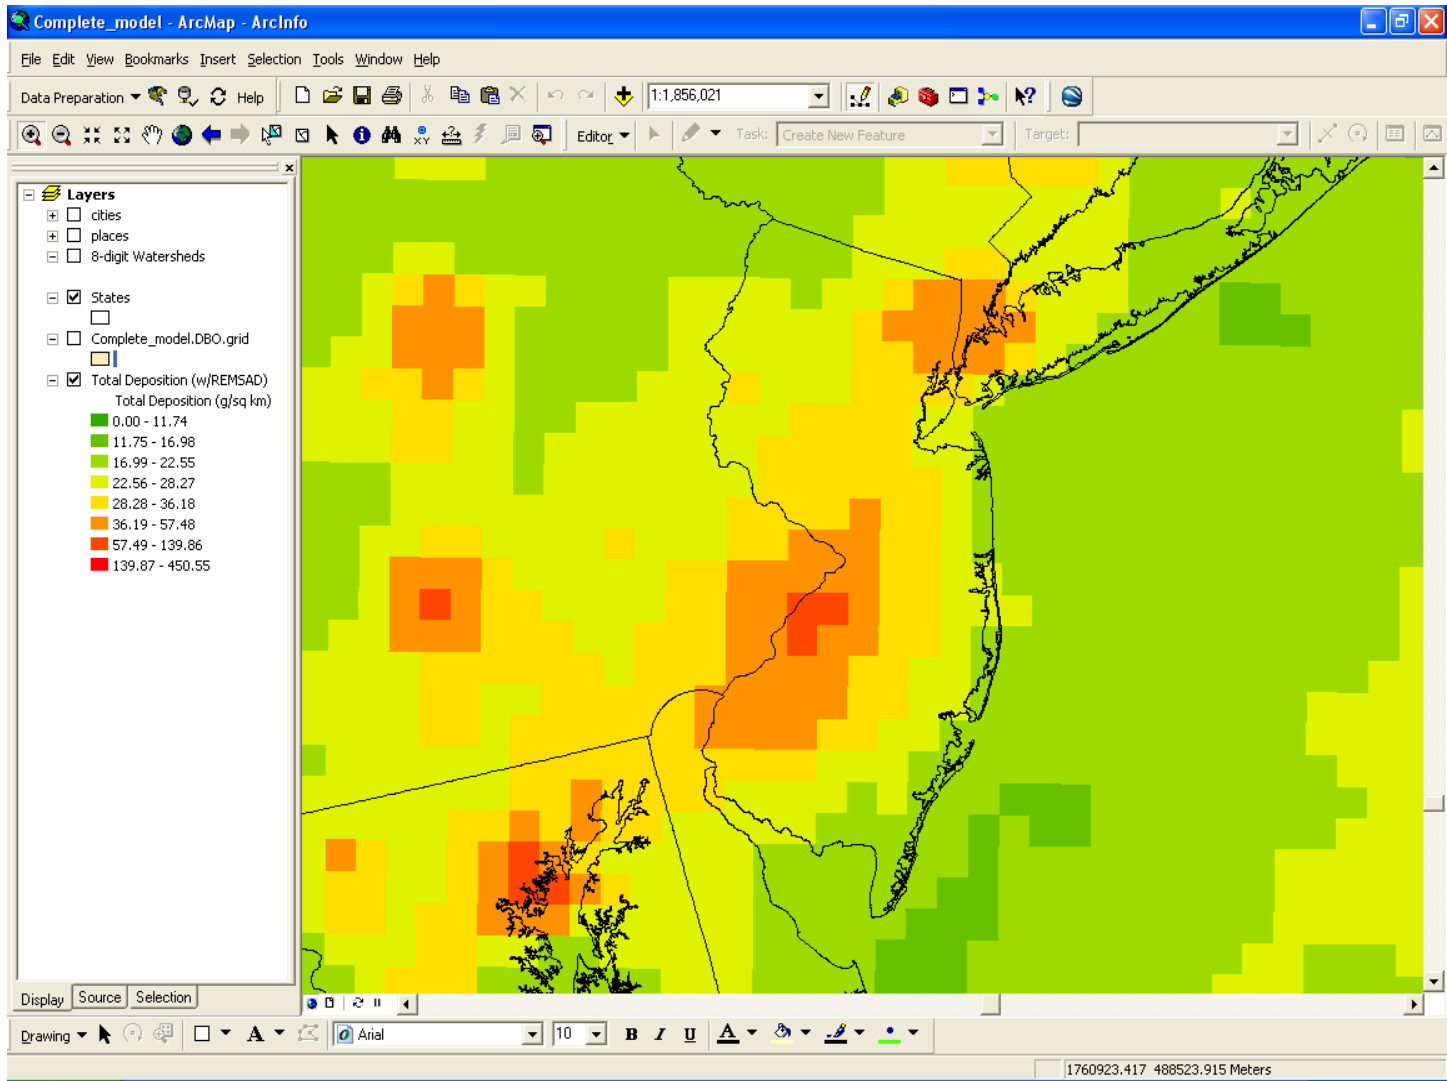 Complete_model - ArcMap - ArcInfo
File Edit View Bookmarks Insert Selection Tools Window Help
Data Preparation Help 1:1,856,021
Editor Task: Create New Feature Target:
Layers
cities
places
8-digit Watersheds
States
Complete_model.DBO.grid
Total Deposition (w/REMSAD)
Total Deposition (g/sq km)
0.00 - 11.74
11.75 - 16.98
16.99 - 22.55
22.56 - 28.27
28.28 - 36.18
36.19 - 57.48
57.49 - 139.86
139.87 - 450.55
Display Source Selection
Drawing A Arial 10 B I U A
1760923.417 488523.915 Meters